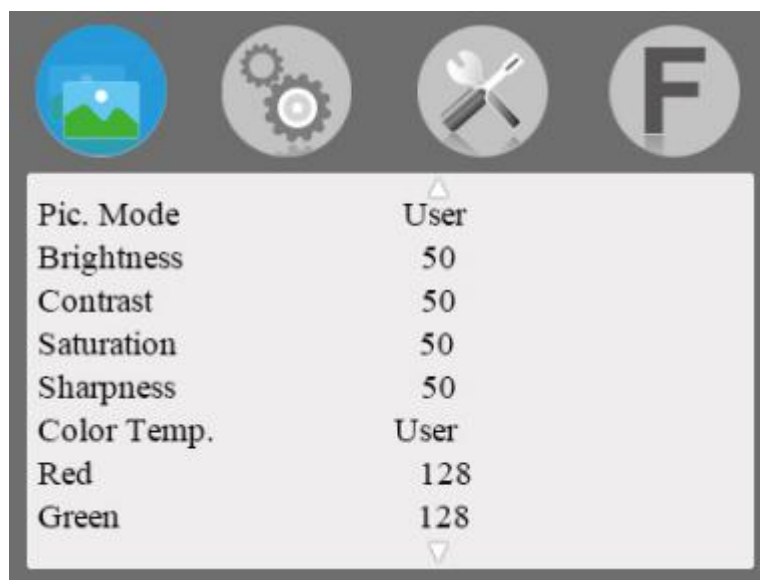 F
Pic. Mode User
Brightness 50
Contrast 50
Saturation 50
Sharpness 50
Color Temp. User
Red 128
Green 128